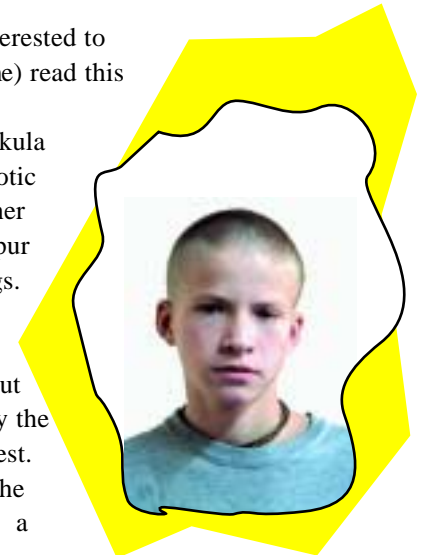 erested to
e) read this
kula
otic
her
our
gs.
ut
y the
est.
he
a